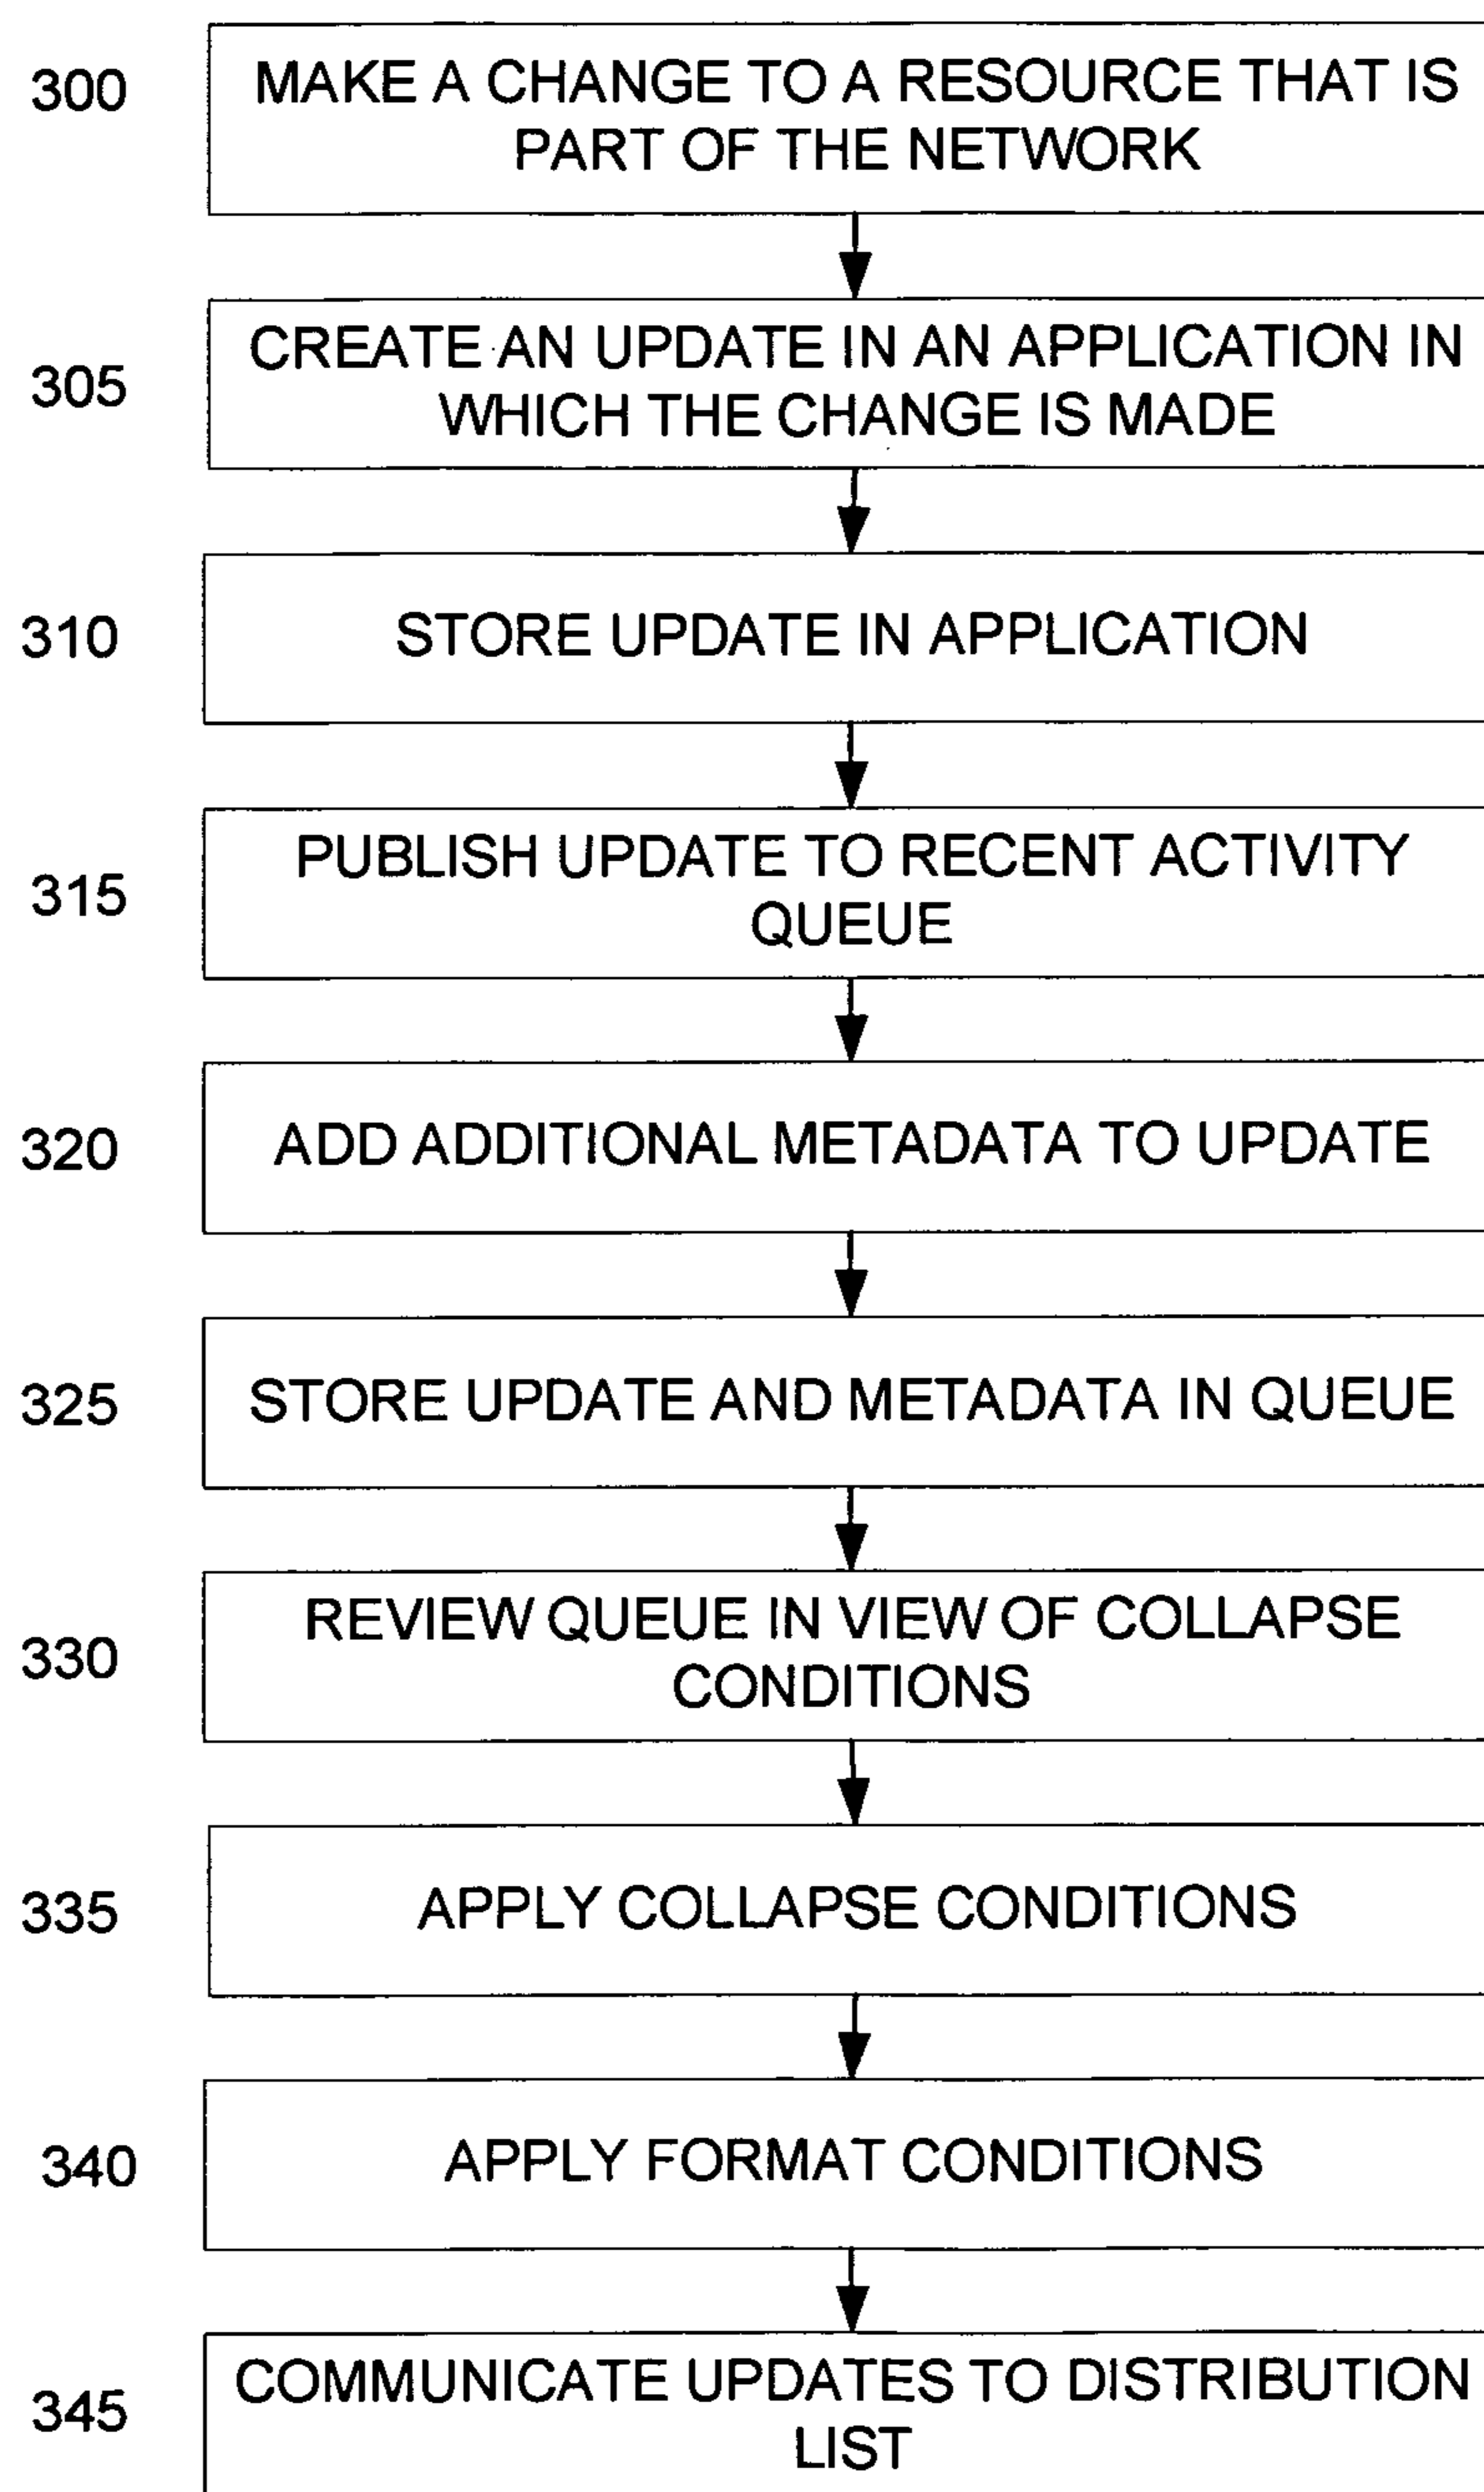 300
MAKE A CHANGE TO A RESOURCE THAT IS
PART OF THE NETWORK
305
CREATE AN UPDATE IN AN APPLICATION IN
WHICH THE CHANGE IS MADE
310
STORE UPDATE IN APPLICATION
315
PUBLISH UPDATE TO RECENT ACTIVITY
QUEUE
320
ADD ADDITIONAL METADATA TO UPDATE
325
STORE UPDATE AND METADATA IN QUEUE
330
REVIEW QUEUE IN VIEW OF COLLAPSE
CONDITIONS
335
APPLY COLLAPSE CONDITIONS
340
APPLY FORMAT CONDITIONS
345
COMMUNICATE UPDATES TO DISTRIBUTION
LIST